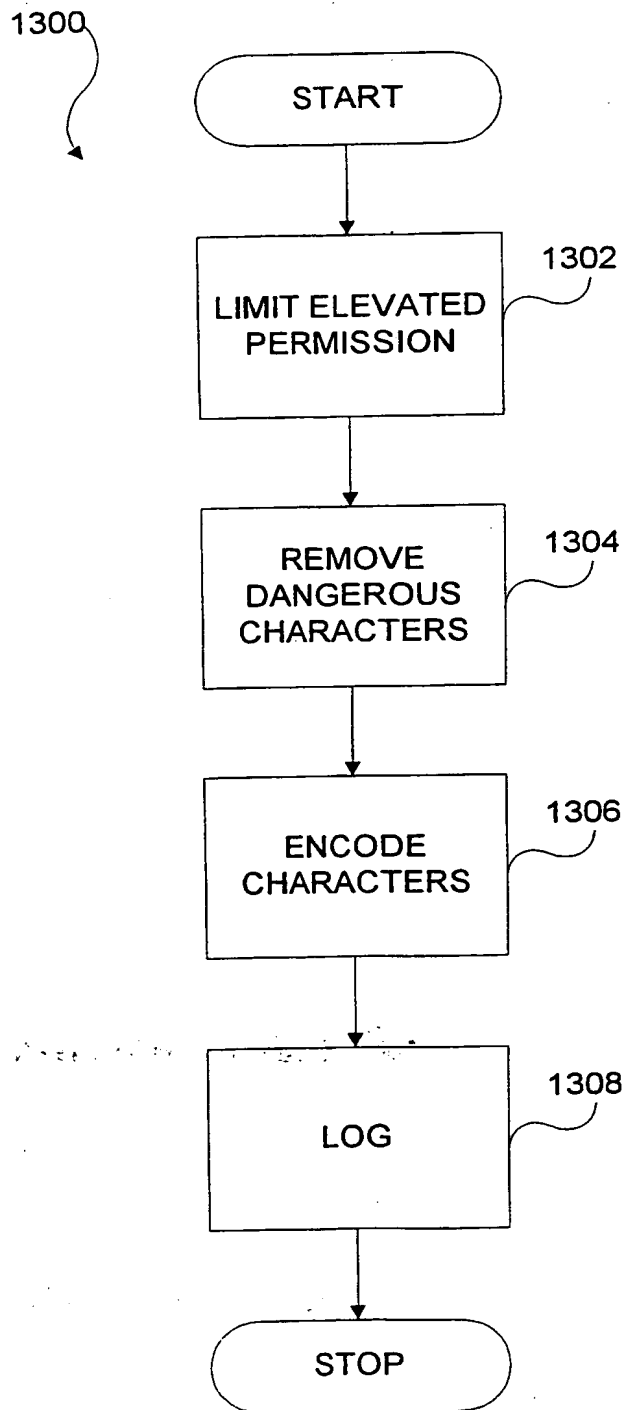 1300
START
1302
LIMIT ELEVATED
PERMISSION
1304
REMOVE
DANGEROUS
CHARACTERS
1306
ENCODE
CHARACTERS
1308
LOG
STOP